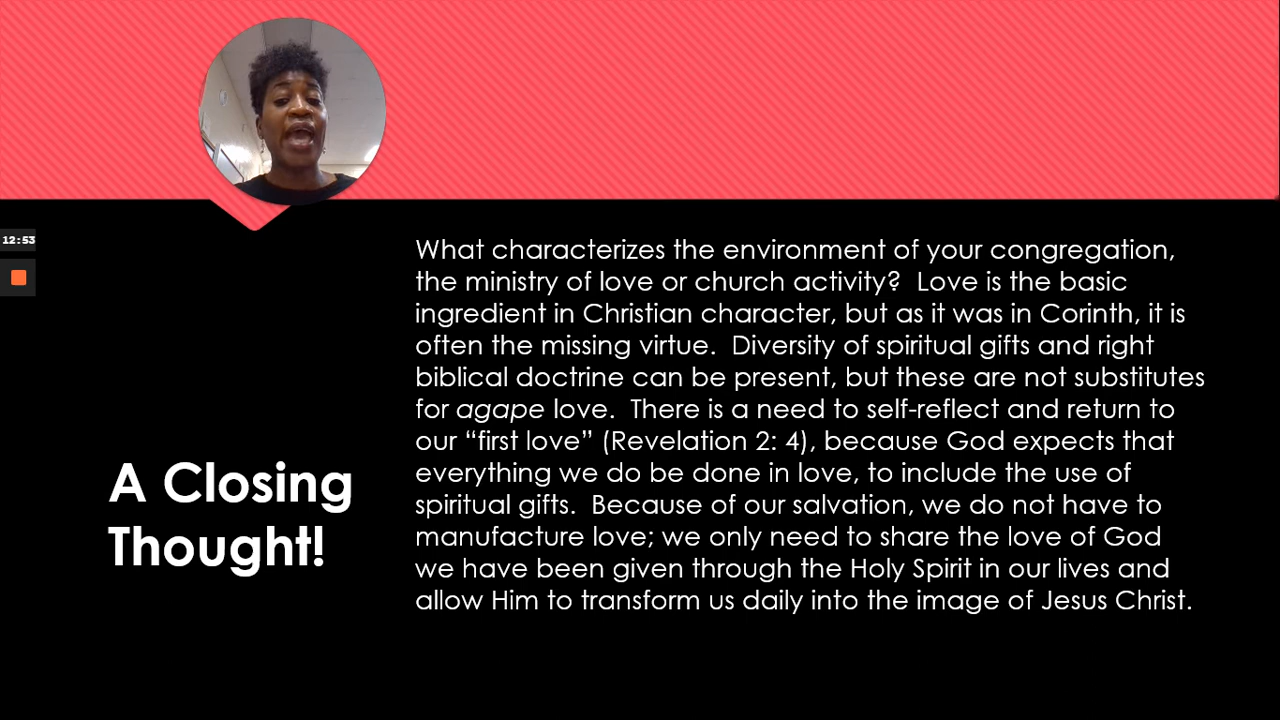 12:53
What characterizes the environment of your congregation,
the ministry of love or church activity?  Love is the basic
ingredient in Christian character, but as it was in Corinth, it is
often the missing virtue.  Diversity of spiritual gifts and right
biblical doctrine can be present, but these are not substitutes
for agape love.  There is a need to self-reflect and return to
our “first love” (Revelation 2: 4), because God expects that
everything we do be done in love, to include the use of
spiritual gifts.  Because of our salvation, we do not have to
manufacture love; we only need to share the love of God
we have been given through the Holy Spirit in our lives and
allow Him to transform us daily into the image of Jesus Christ.
A Closing
Thought!